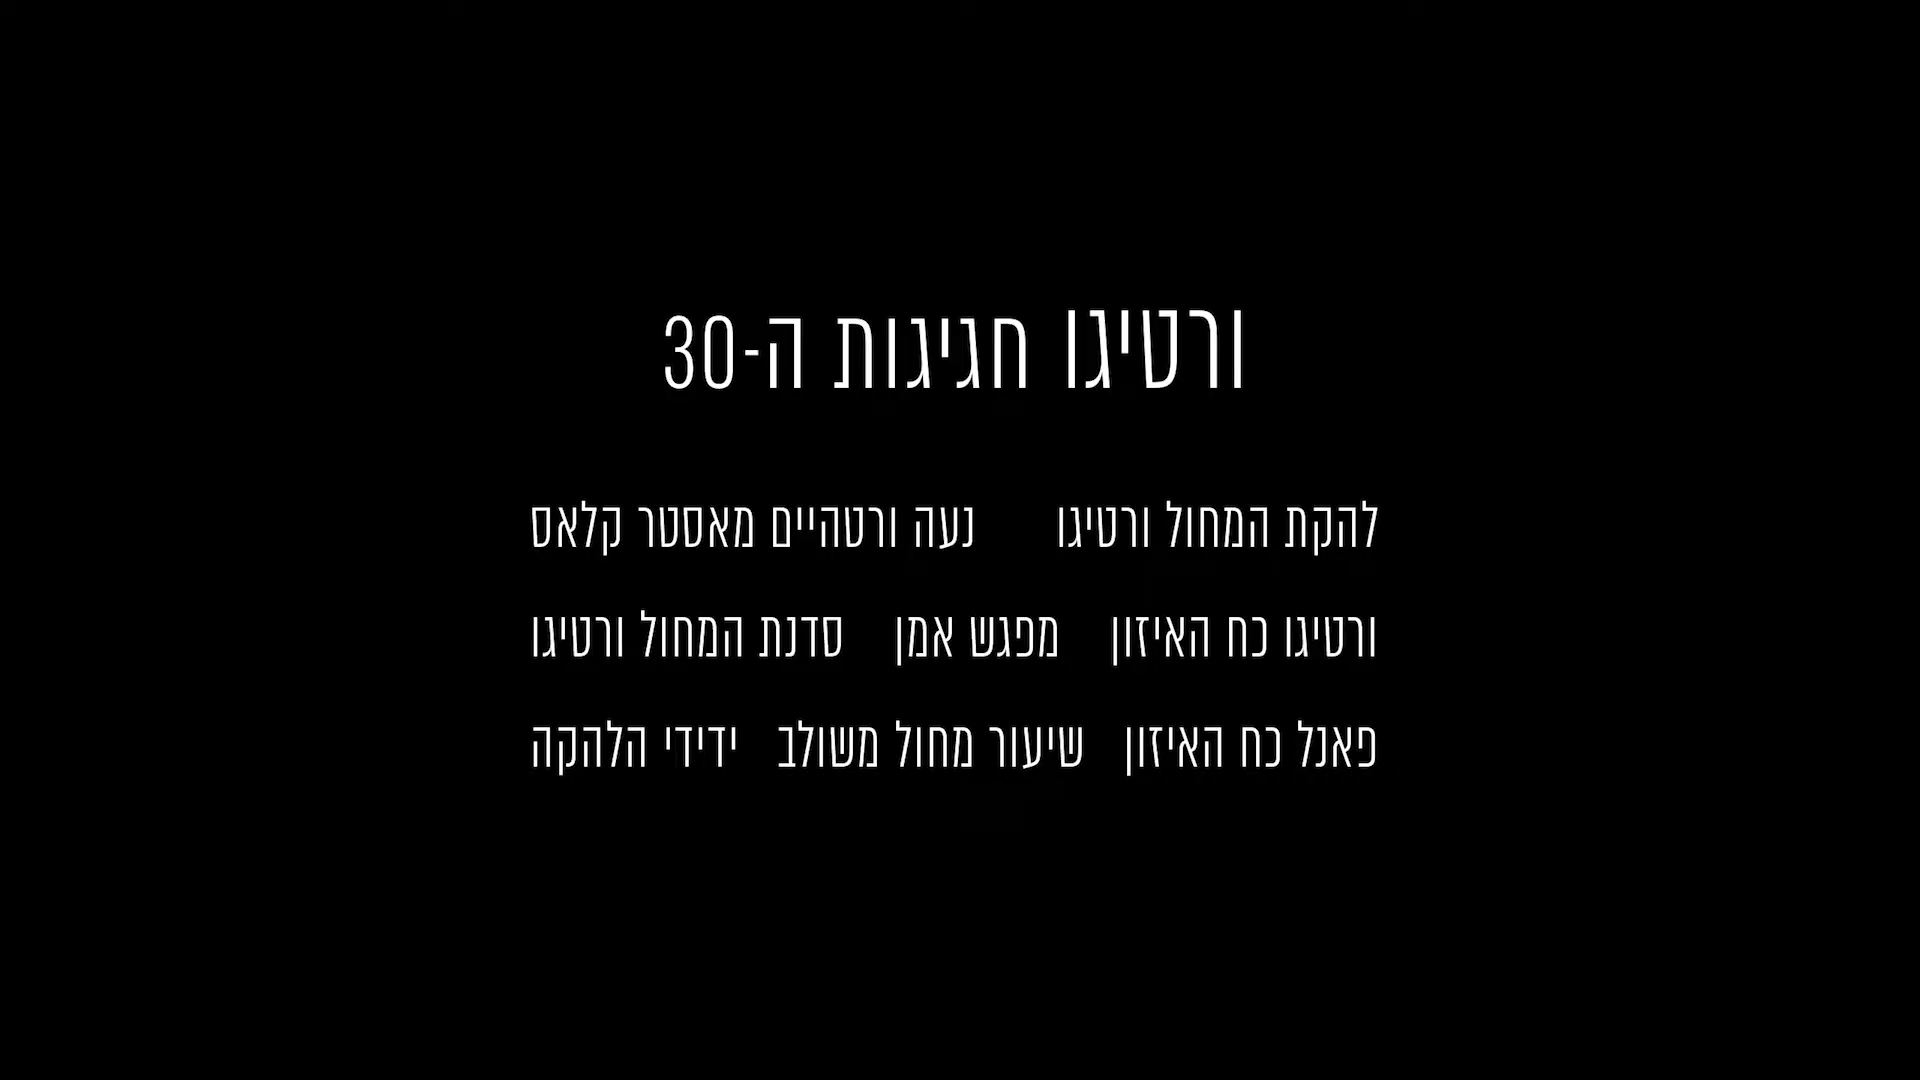 ורטיגו חגיגות ה-30
להקת המחול ורטיגו נעה ורטהיים מאסטר קלאס
ורטיגו כח האיזון מפגש אמן סדנת המחול ורטיגו
פאנל כח האיזון שיעור מחול משולב ידידי הלהקה